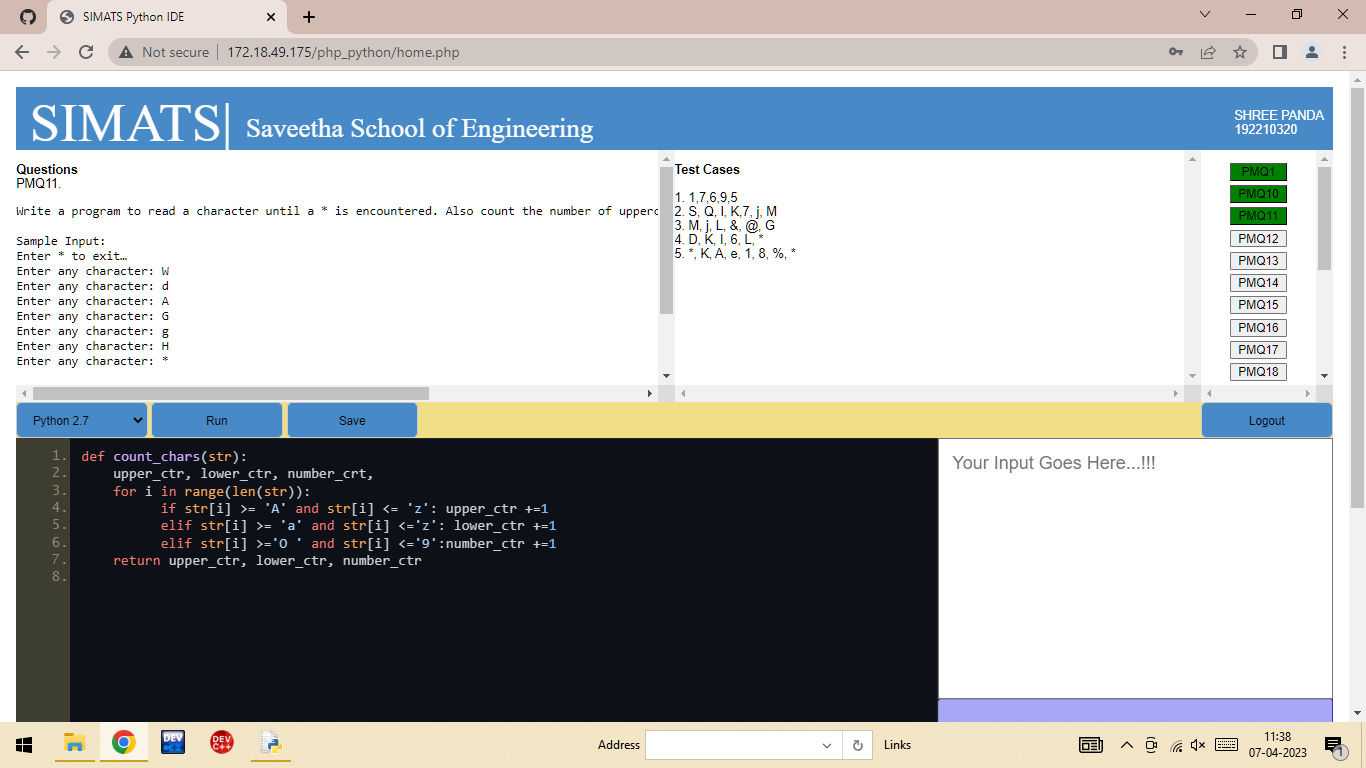 SIMATS Python IDE
Not secure | 172.18.49.175/php_python/home.php
SIMATS| Saveetha School of Engineering
SHREE PANDA
192210320
Questions
PMQ11.
Write a program to read a character until a * is encountered. Also count the number of upperc
Sample Input:
Enter * to exit…
Enter any character: W
Enter any character: d
Enter any character: A
Enter any character: G
Enter any character: g
Enter any character: H
Enter any character: *
Test Cases
1. 1,7,6,9,5
2. S, Q, l, K,7, j, M
3. M, j, L, &, @, G
4. D, K, I, 6, L, *
5. *, K, A, e, 1, 8, %, *
PMQ1
PMQ10
PMQ11
PMQ12
PMQ13
PMQ14
PMQ15
PMQ16
PMQ17
PMQ18
Python 2.7 Run Save Logout
1. def count_chars(str):
2. upper_ctr, lower_ctr, number_crt,
3. for i in range(len(str)):
4. if str[i] >= 'A' and str[i] <= 'z': upper_ctr +=1
5. elif str[i] >= 'a' and str[i] <='z': lower_ctr +=1
6. elif str[i] >='O ' and str[i] <='9':number_ctr +=1
7. return upper_ctr, lower_ctr, number_ctr
8.
Your Input Goes Here...!!!
DEV C++
DEV C++
Address
Links
11:38
07-04-2023
1